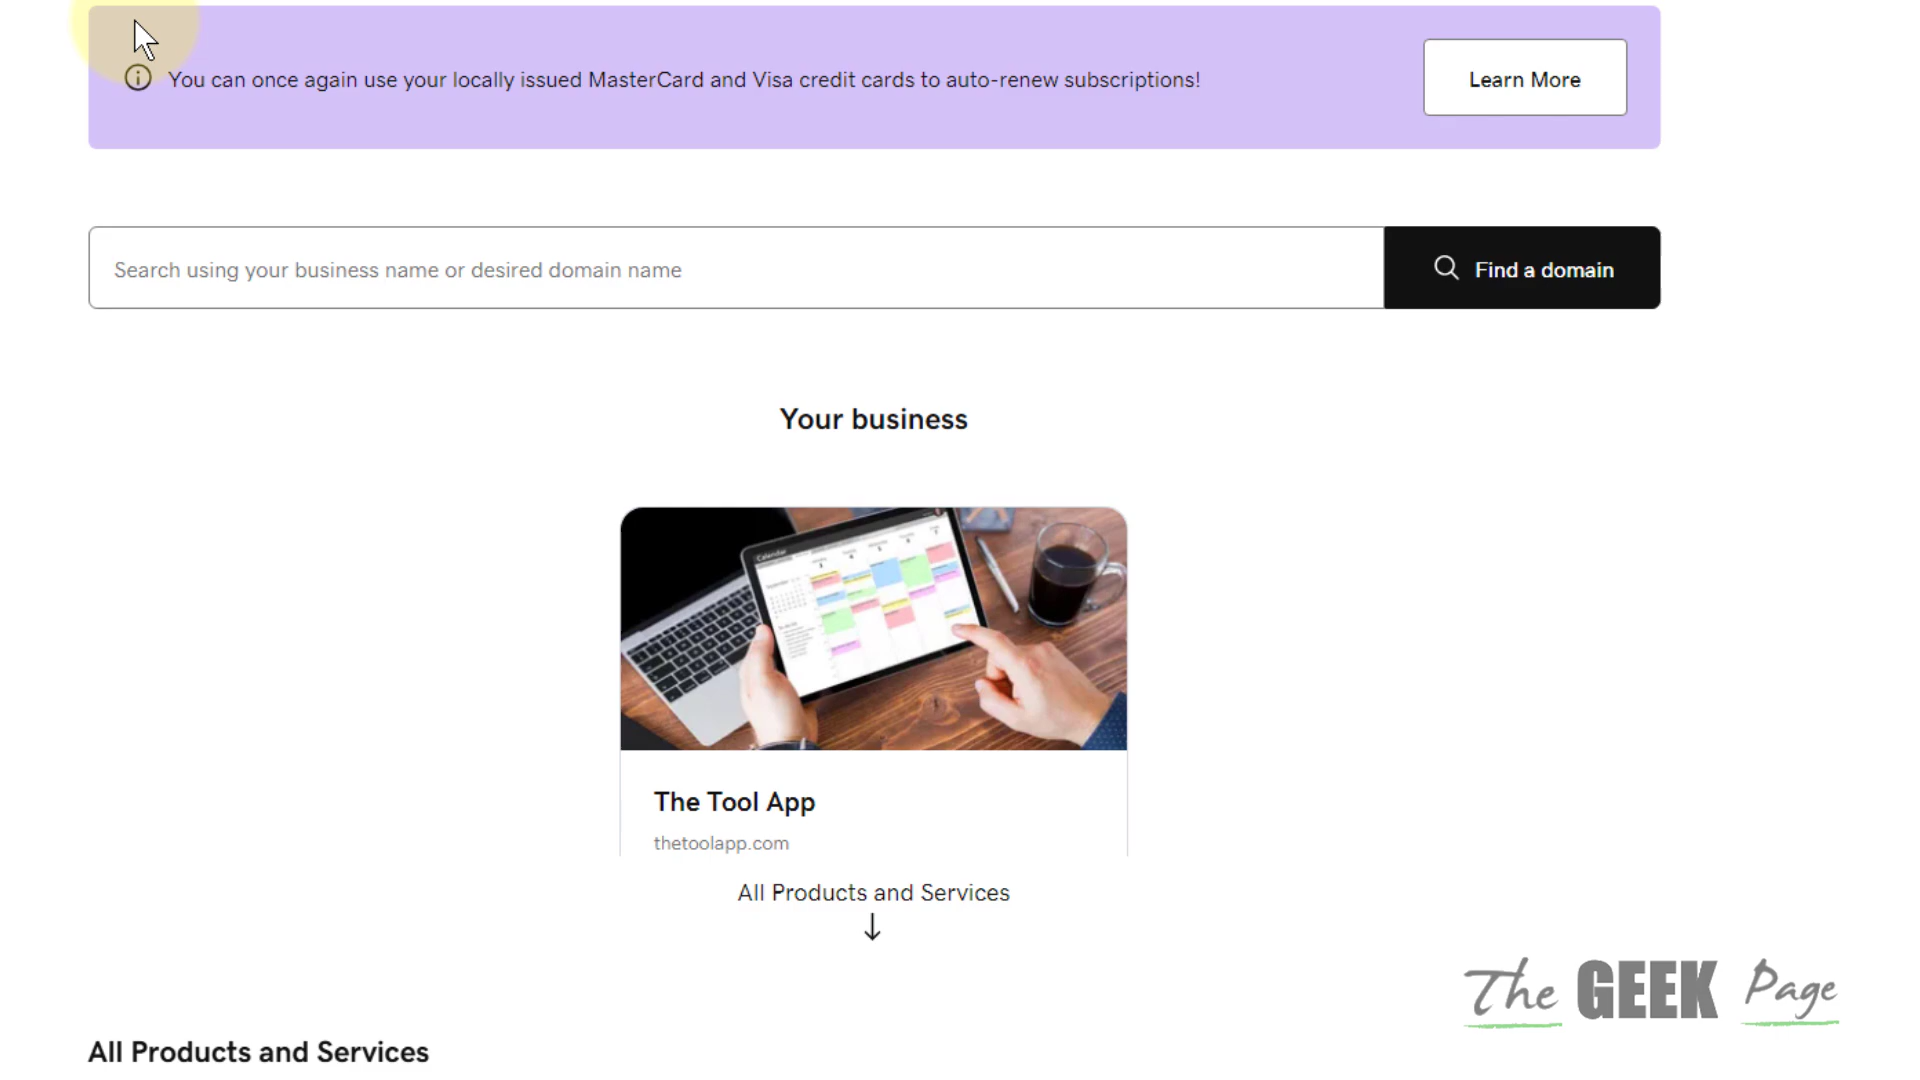 You can once again use your locally issued MasterCard and Visa credit cards to auto-renew subscriptions!
Learn More
Search using your business name or desired domain name
Find a domain
Your business
Calendar
The Tool App
thetoolapp.com
All Products and Services
The GEEK Page
All Products and Services